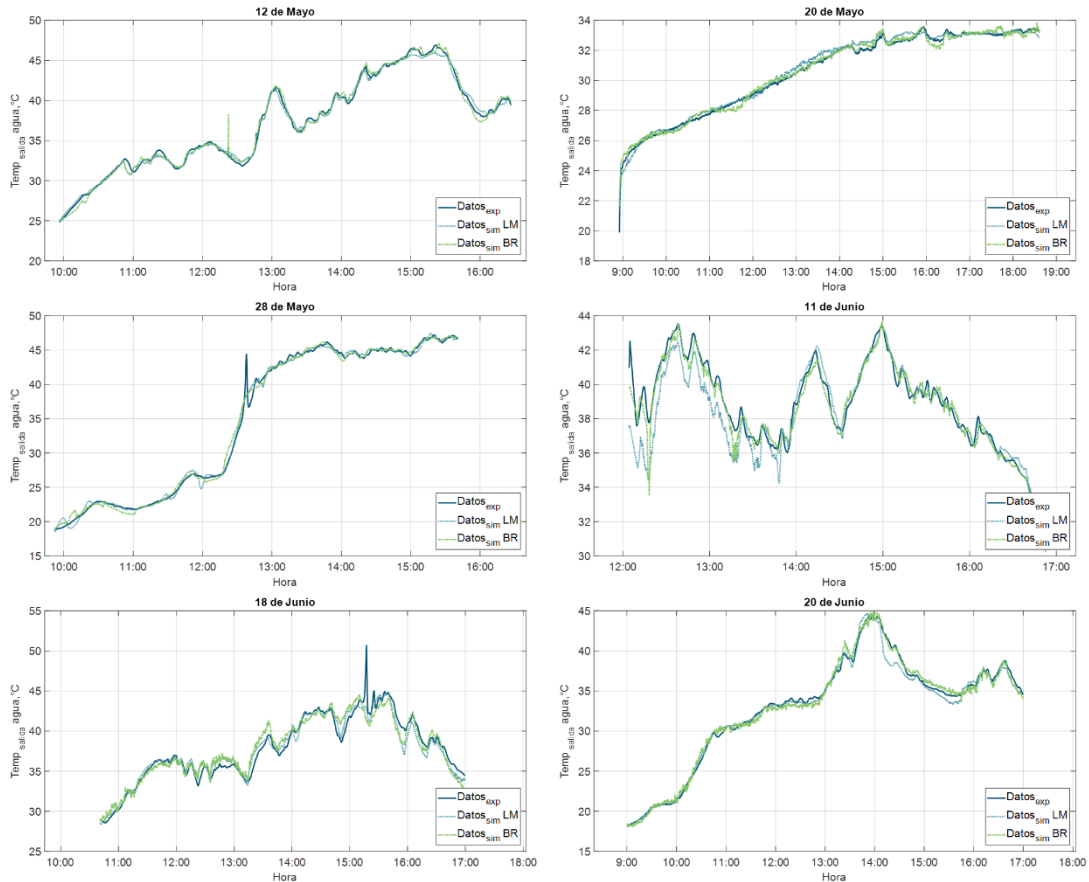 12 de Mayo
50
45
40
35
30
25
20
Temp salida agua,°C
10:00 11:00 12:00 13:00 14:00 15:00 16:00
Hora
Datos exp
Datos sim LM
Datos sim BR
20 de Mayo
34
32
30
28
26
24
22
20
18
Temp salida agua,°C
9:00 10:00 11:00 12:00 13:00 14:00 15:00 16:00 17:00 18:00 19:00
Hora
Datos exp
Datos sim LM
Datos sim BR
28 de Mayo
50
45
40
35
30
25
20
15
Temp salida agua,°C
10:00 11:00 12:00 13:00 14:00 15:00 16:00
Hora
Datos exp
Datos sim LM
Datos sim BR
11 de Junio
44
42
40
38
36
34
32
30
Temp salida agua,°C
12:00 13:00 14:00 15:00 16:00 17:00
Hora
Datos exp
Datos sim LM
Datos sim BR
18 de Junio
55
50
45
40
35
30
25
Temp salida agua,°C
10:00 11:00 12:00 13:00 14:00 15:00 16:00 17:00 18:00
Hora
Datos exp
Datos sim LM
Datos sim BR
20 de Junio
45
40
35
30
25
20
15
Temp salida agua,°C
9:00 10:00 11:00 12:00 13:00 14:00 15:00 16:00 17:00 18:00
Hora
Datos exp
Datos sim LM
Datos sim BR